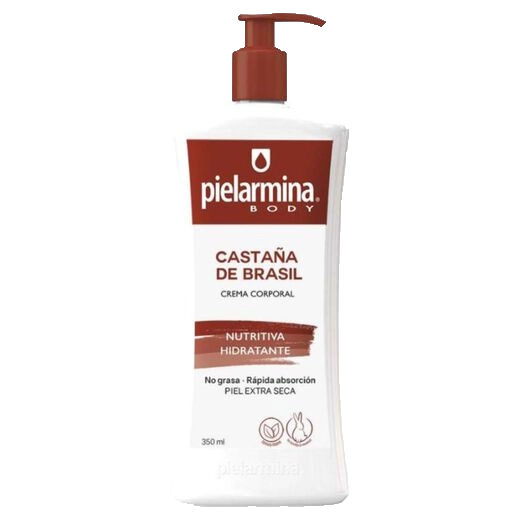 pielarmina®
BODY
CASTAÑA
DE BRASIL
CREMA CORPORAL
NUTRITIVA
HIDRATANTE
No grasa · Rápida absorción
PIEL EXTRA SECA
350 ml
pielarmina